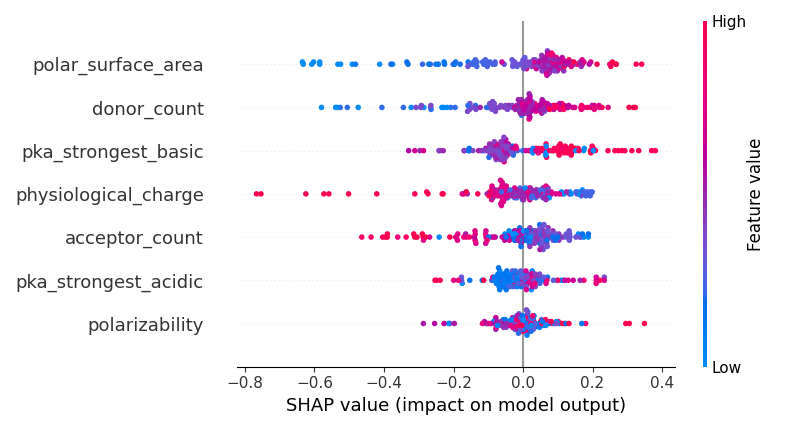 High
polar_surface_area
donor_count
pka_strongest_basic
physiological_charge
acceptor_count
pka_strongest_acidic
polarizability
Feature value
Low
−0.8 −0.6 −0.4 −0.2 0.0 0.2 0.4
SHAP value (impact on model output)